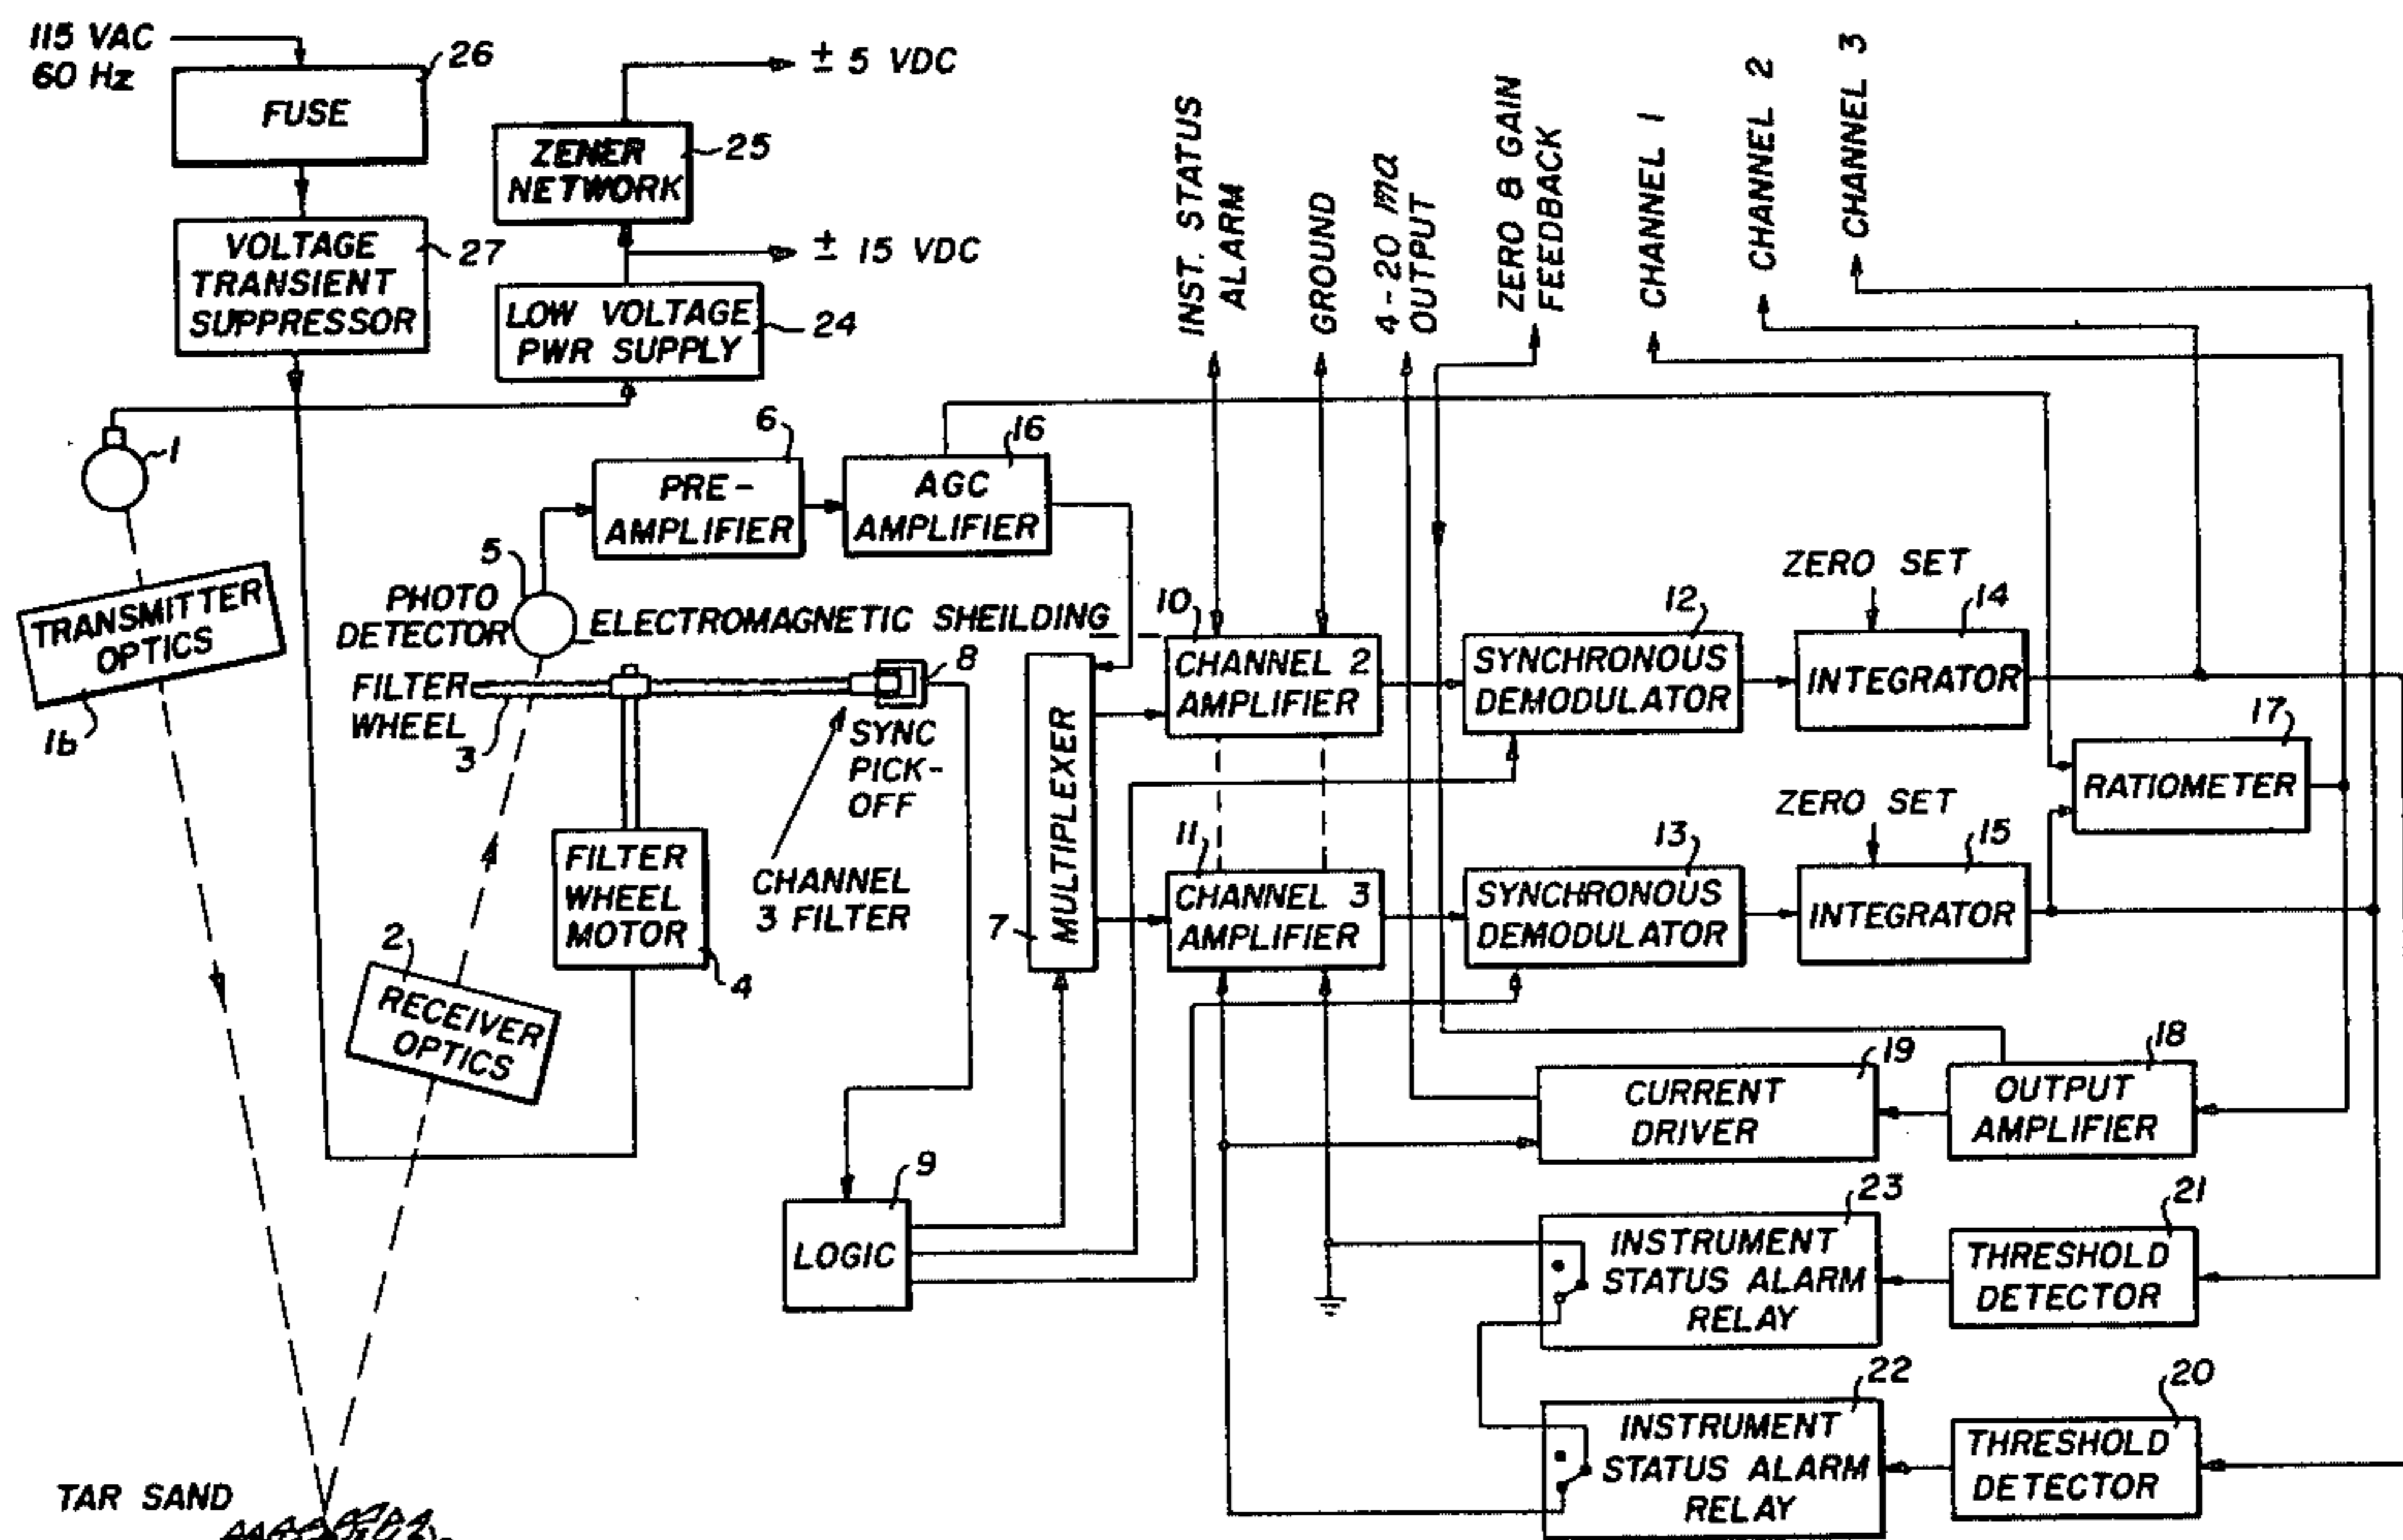 115 VAC
60 Hz
FUSE
26
± 5 VDC
ZENER
NETWORK
25
VOLTAGE
TRANSIENT
SUPPRESSOR
27
± 15 VDC
LOW VOLTAGE
PWR SUPPLY
24
INST. STATUS
ALARM
GROUND
4-20 ma
OUTPUT
ZERO & GAIN
FEEDBACK
CHANNEL 1
CHANNEL 2
CHANNEL 3
1
6
PRE-
AMPLIFIER
16
AGC
AMPLIFIER
5
PHOTO
DETECTOR
ELECTROMAGNETIC SHEILDING
TRANSMITTER
OPTICS
1b
FILTER
WHEEL
3
8
SYNC
PICK-
OFF
CHANNEL
3 FILTER
FILTER
WHEEL
MOTOR
4
2
RECEIVER
OPTICS
MULTIPLEXER
7
10
CHANNEL 2
AMPLIFIER
12
SYNCHRONOUS
DEMODULATOR
ZERO SET
14
INTEGRATOR
17
RATIOMETER
11
CHANNEL 3
AMPLIFIER
13
SYNCHRONOUS
DEMODULATOR
ZERO SET
15
INTEGRATOR
19
CURRENT
DRIVER
18
OUTPUT
AMPLIFIER
9
LOGIC
23
INSTRUMENT
STATUS ALARM
RELAY
21
THRESHOLD
DETECTOR
22
INSTRUMENT
STATUS ALARM
RELAY
20
THRESHOLD
DETECTOR
TAR SAND